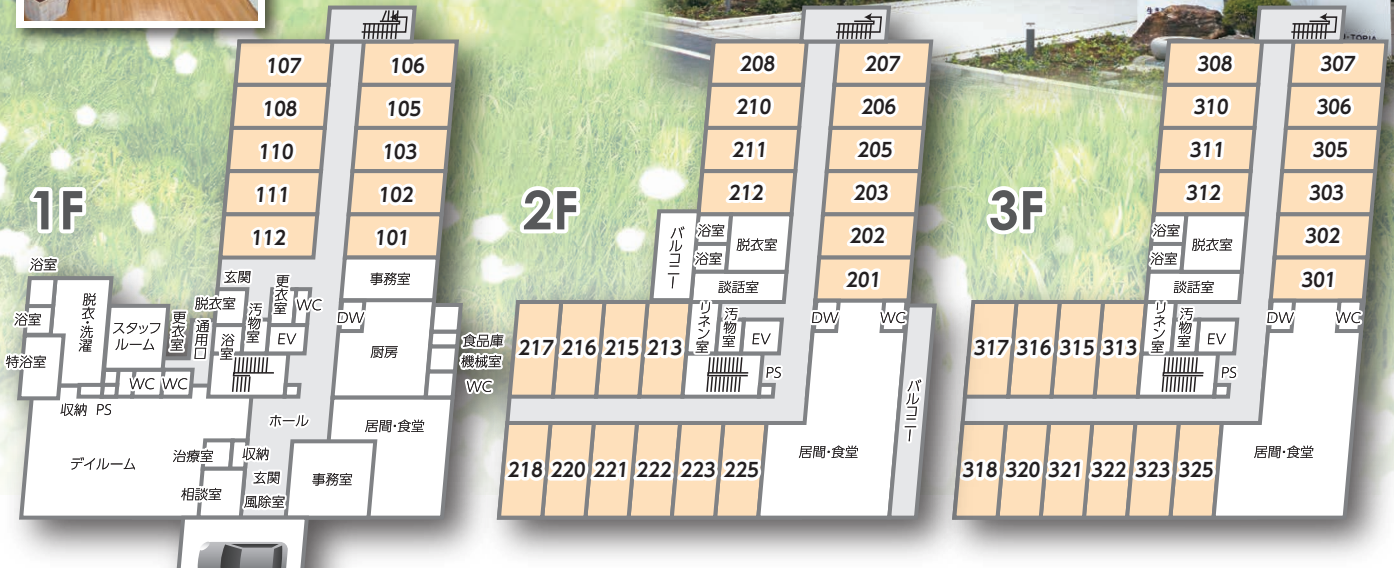 J-TOPIA
1F
107
106
108
105
110
103
111
102
112
101
浴室
玄関
事務室
脱衣・洗濯
浴室
特浴室
スタッフ
ルーム
更衣室
通用口
脱衣室
浴室
汚物室
更衣室
WC
EV
DW
厨房
食品庫
機械室
WC
WC
WC
収納
PS
ホール
居間・食堂
デイルーム
治療室
収納
相談室
玄関
風除室
事務室
2F
208
207
210
206
211
205
212
203
202
201
バルコニー
浴室
浴室
脱衣室
談話室
リネン室
汚物室
EV
PS
DW
WC
217
216
215
213
バルコニー
218
220
221
222
223
225
居間・食堂
3F
308
307
310
306
311
305
312
303
302
301
浴室
浴室
脱衣室
談話室
リネン室
汚物室
EV
PS
DW
WC
317
316
315
313
318
320
321
322
323
325
居間・食堂